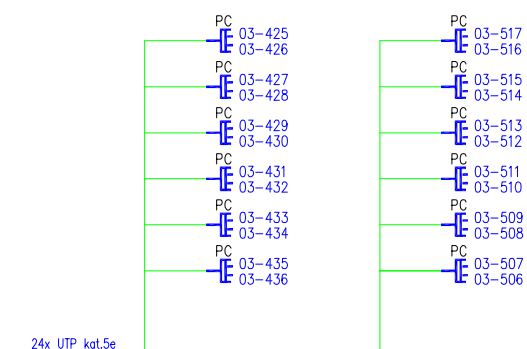 PC
03-425
03-426
PC
03-427
03-428
PC
03-429
03-430
PC
03-431
03-432
PC
03-433
03-434
PC
03-435
03-436
24x UTP kat.5e
PC
03-517
03-516
PC
03-515
03-514
PC
03-513
03-512
PC
03-511
03-510
PC
03-509
03-508
PC
03-507
03-506